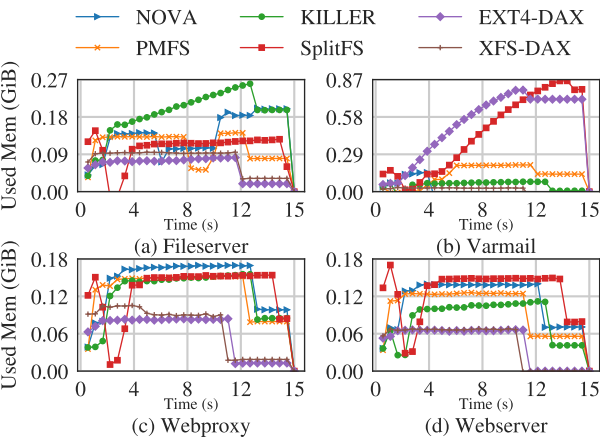 NOVA KILLER EXT4-DAX
PMFS SplitFS XFS-DAX
Used Mem (GiB)
0.27
0.18
0.09
0.00
0 4 8 12 15
Time (s)
(a) Fileserver
0.87
0.58
0.29
0.00
0 4 8 12 15
Time (s)
(b) Varmail
Used Mem (GiB)
0.18
0.12
0.06
0.00
0 4 8 12 15
Time (s)
(c) Webproxy
0.18
0.12
0.06
0.00
0 4 8 12 15
Time (s)
(d) Webserver